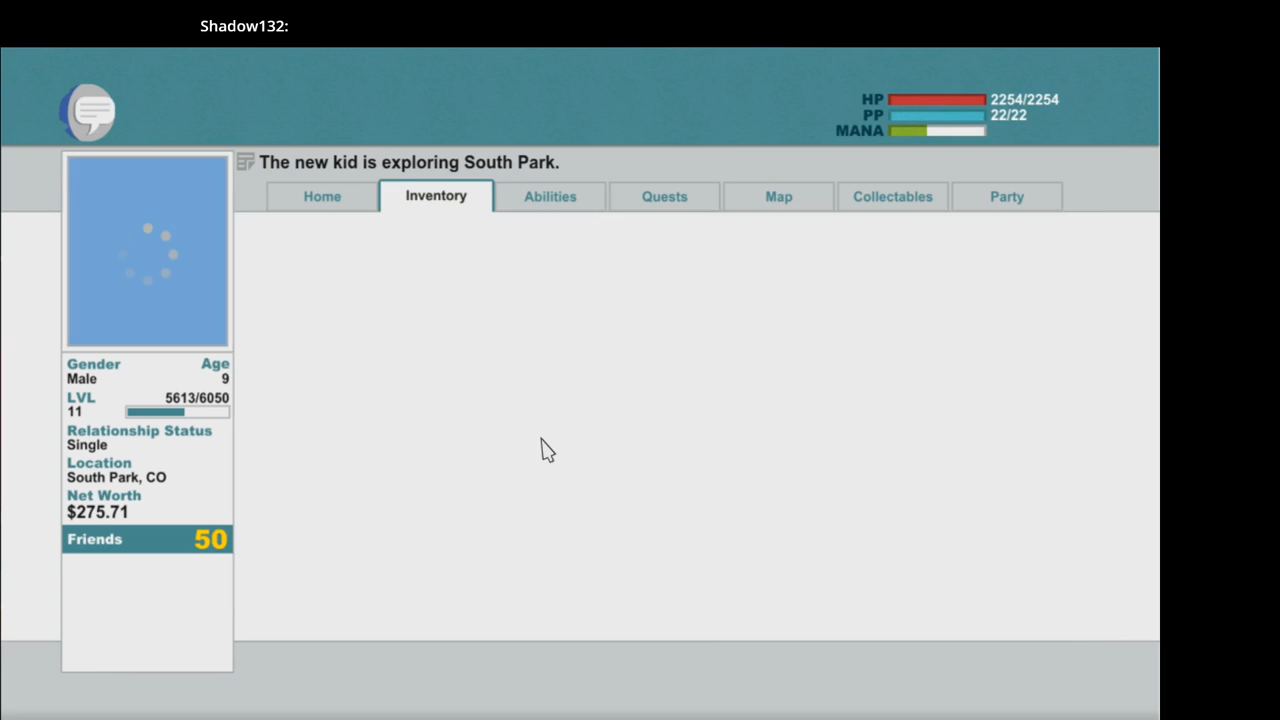 Shadow132:
HP 2254/2254
PP 22/22
MANA
The new kid is exploring South Park.
Home Inventory Abilities Quests Map Collectables Party
Gender Age
Male 9
LVL 5613/6050
11
Relationship Status
Single
Location
South Park, CO
Net Worth
$275.71
Friends 50